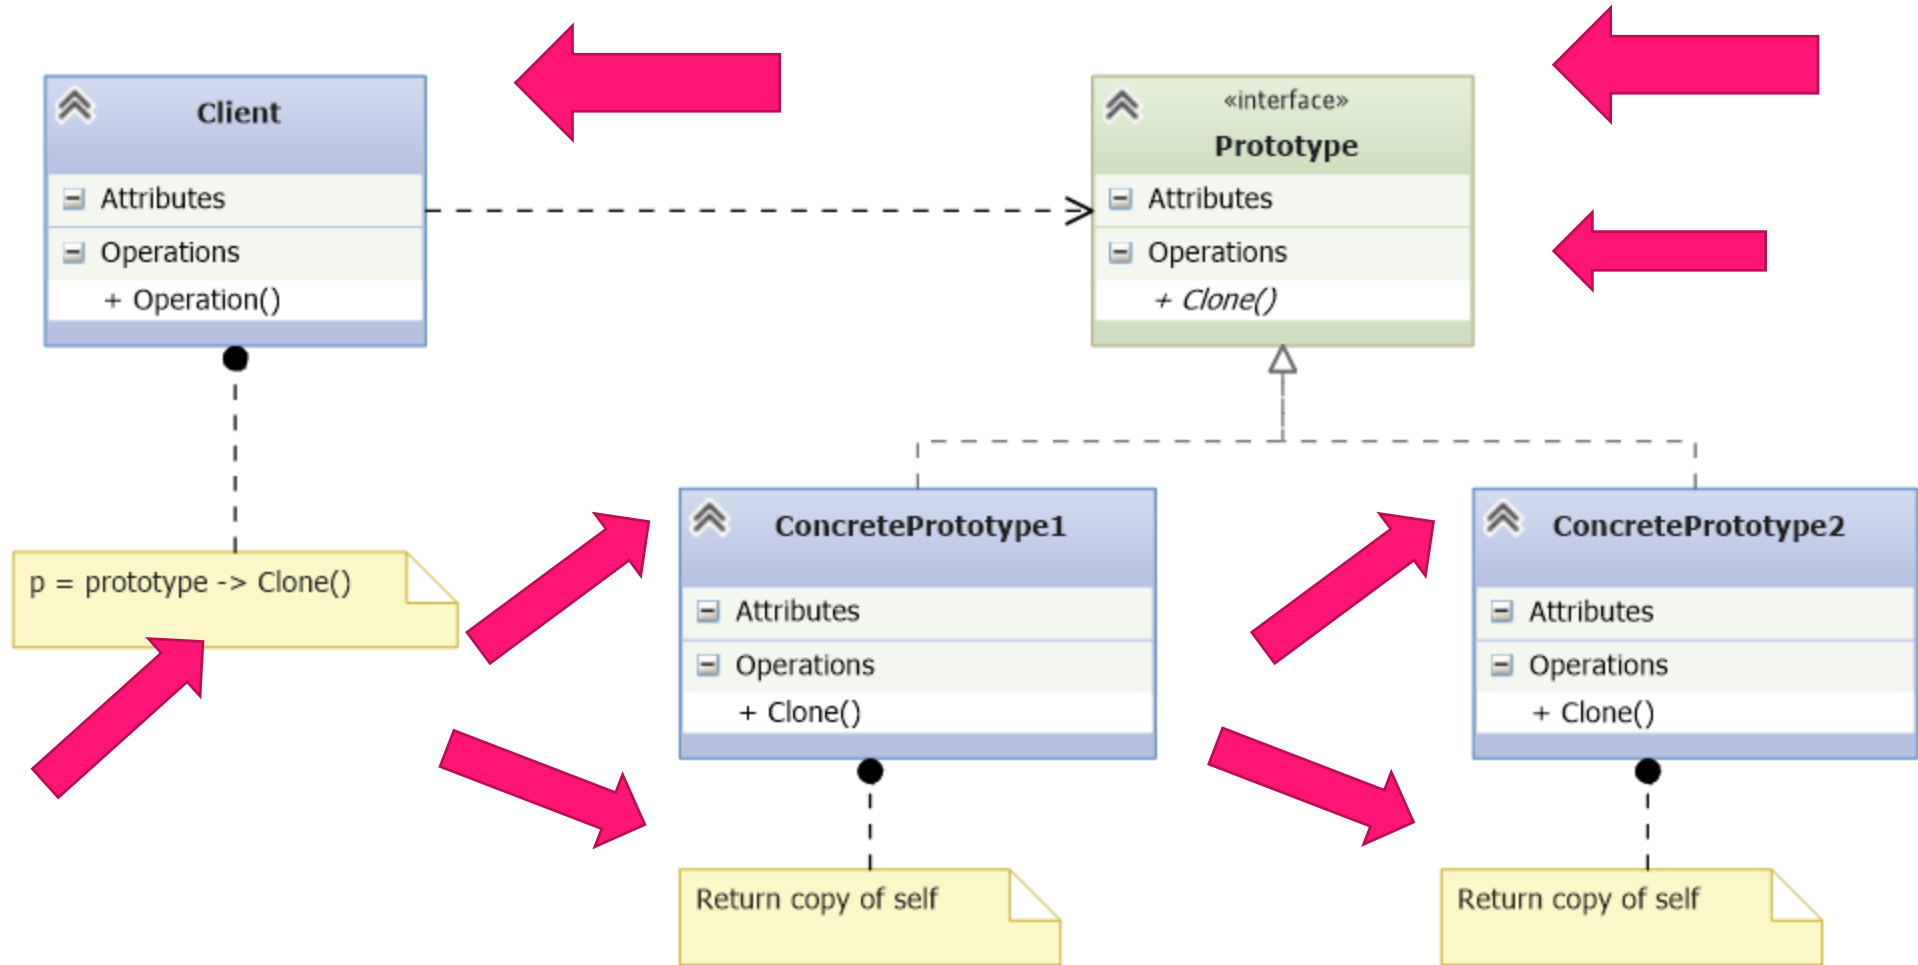 Client
Attributes
Operations
+ Operation()
p = prototype -> Clone()
«interface»
Prototype
Attributes
Operations
+ Clone()
ConcretePrototype1
Attributes
Operations
+ Clone()
Return copy of self
ConcretePrototype2
Attributes
Operations
+ Clone()
Return copy of self